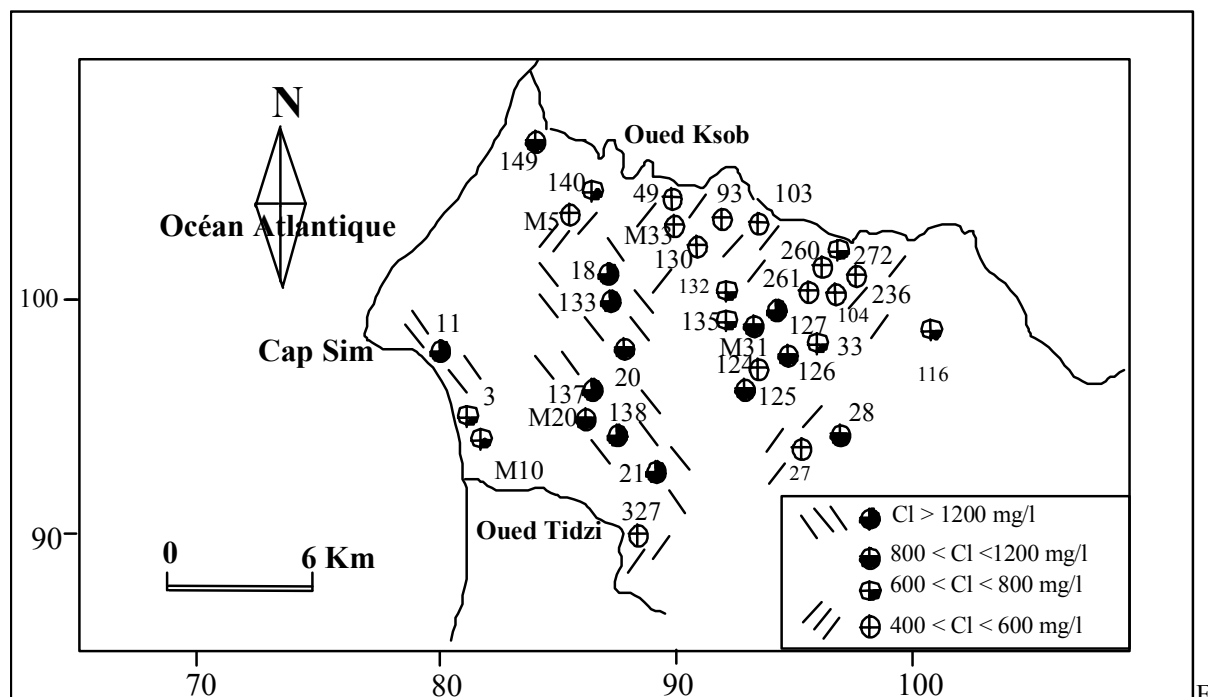 N
Oued Ksob
149
140
49
93
103
M5
Océan Atlantique
M33
130
260
272
18
132
261
236
100
133
135
104
127
11
M31
33
Cap Sim
124
126
116
20
137
125
3
M20
138
28
M10
21
27
327
Oued Tidzi
90
0
6 Km
Cl > 1200 mg/l
800 < Cl <1200 mg/l
600 < Cl < 800 mg/l
400 < Cl < 600 mg/l
70
80
90
100
E